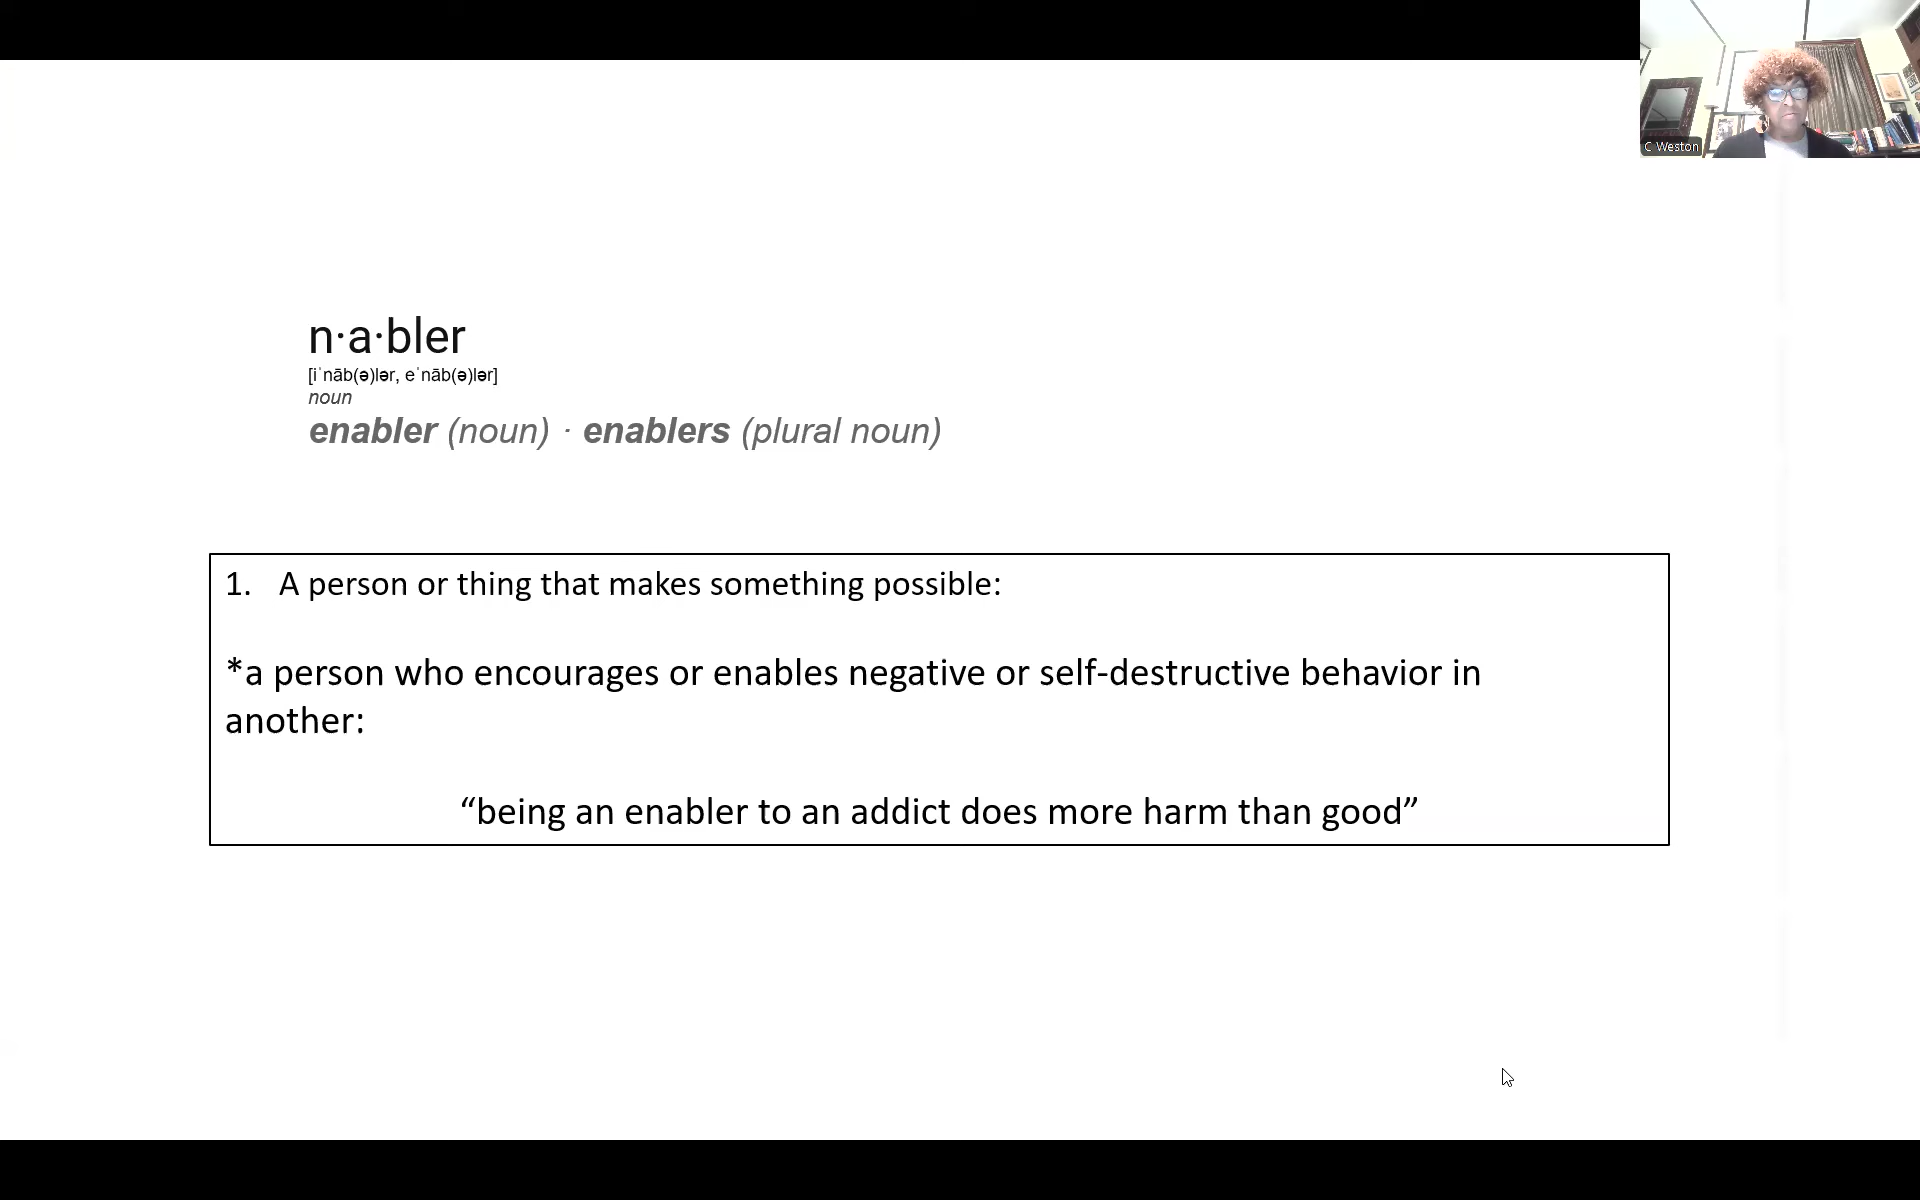 C Weston
n·a·bler
[iˈnāb(ə)lər, eˈnāb(ə)lər]
noun
enabler (noun) · enablers (plural noun)
1. A person or thing that makes something possible:
*a person who encourages or enables negative or self-destructive behavior in
another:
“being an enabler to an addict does more harm than good”